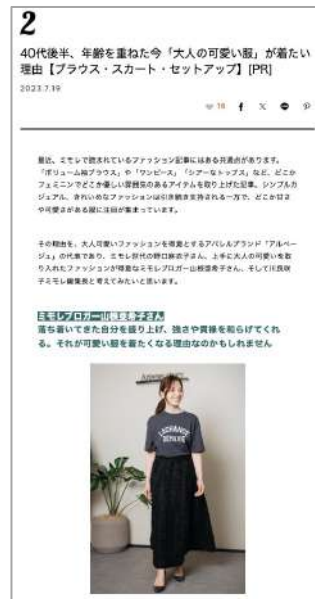 2
40代後半、年齢を重ねた今「大人の可愛い服」が着たい
理由【ブラウス・スカート・セットアップ】[PR]
2023.7.19
16
最近、ミモレで読まれているファッション記事にはある共通点があります。
「ボリューム袖ブラウス」や「ワンピース」「シアーなトップス」など、どこか
フェミニンでどこか優しい雰囲気のあるアイテムを取り上げた記事。シンプルカ
ジュアル、きれいめなファッションは引き続き支持される一方で、どこか甘さ
や可愛さがある服に注目が集まっています。
その理由を、大人可愛いファッションを得意とするアパレルブランド「アルページ
ュ」の代表であり、ミモレ世代の野口麻衣子さん、上手に大人の可愛いを取
り入れたファッションが得意なミモレブロガー山根亜希子さん、そして川良咲
子ミモレ編集長と考えてみたいと思います。
ミモレブロガー山根亜希子さん
落ち着いてきた自分を盛り上げ、強さや貫禄を和らげてくれ
る。それが可愛い服を着たくなる理由なのかもしれません